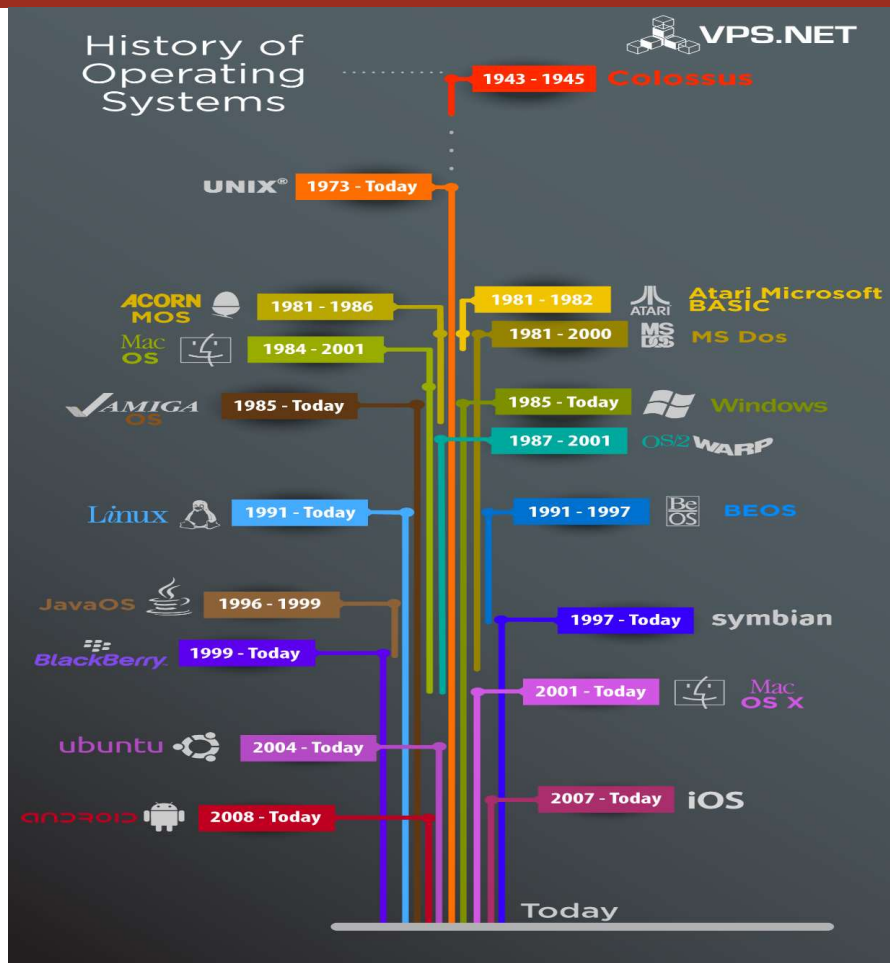 History of
Operating
Systems
VPS.NET
1943 - 1945 Colossus
UNIX® 1973 - Today
ACORN
MOS
1981 - 1986
1981 - 1982
ATARI
Atari Microsoft
BASIC
1981 - 2000
MS
DOS
MS Dos
Mac
OS
1984 - 2001
AMIGA
OS
1985 - Today
1985 - Today Windows
1987 - 2001 OS/2 WARP
Linux 1991 - Today
1991 - 1997
Be
OS
BEOS
JavaOS 1996 - 1999
1997 - Today symbian
BlackBerry. 1999 - Today
2001 - Today
Mac
OS X
ubuntu 2004 - Today
2007 - Today iOS
ANDROID 2008 - Today
Today